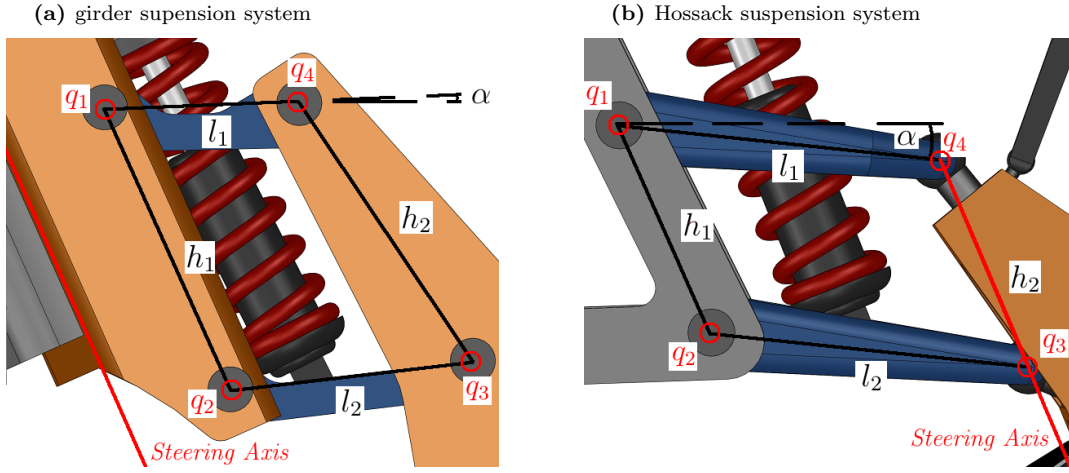 (a) girder supension system
(b) Hossack suspension system
q₁
q₄
α
l₁
h₁
h₂
q₂
l₂
q₃
Steering Axis
q₁
α
q₄
l₁
h₁
h₂
q₂
q₃
l₂
Steering Axis